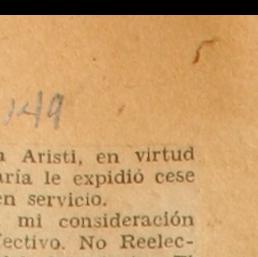 149
a Aristi, en virtud
aría le expidió cese
en servicio.
mi consideración
fectivo. No Reelec-